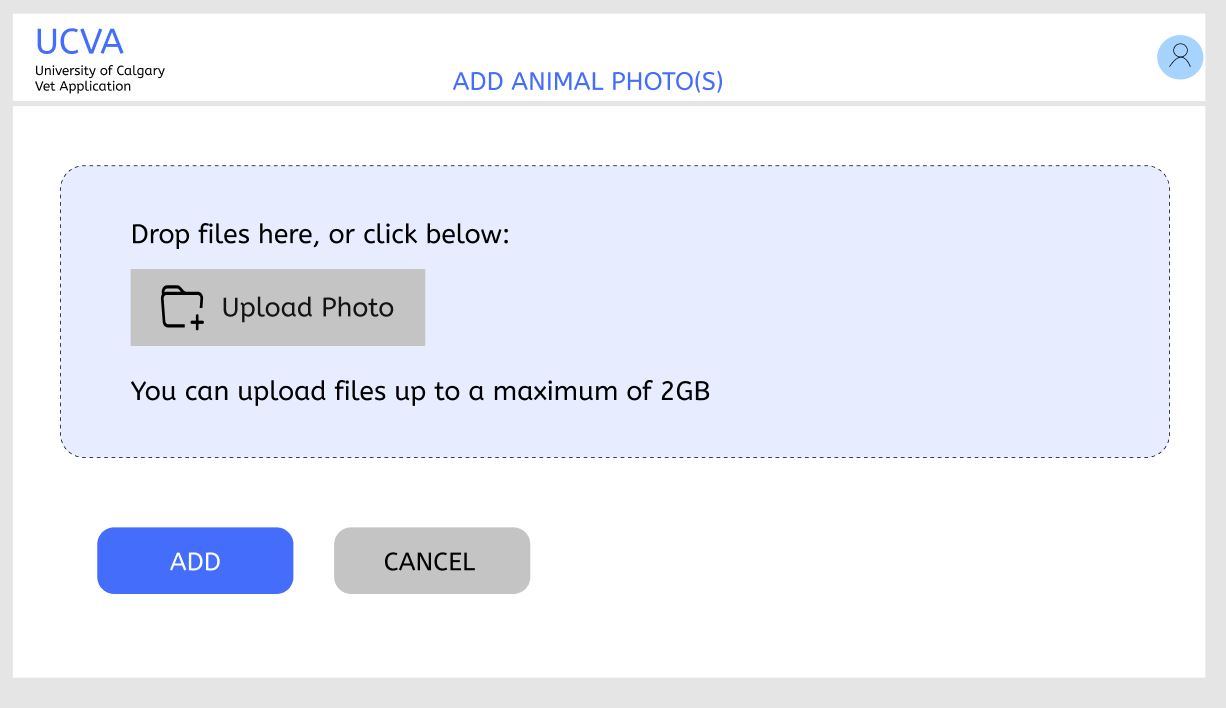 UCVA
University of Calgary
Vet Application
ADD ANIMAL PHOTO(S)
Drop files here, or click below:
Upload Photo
You can upload files up to a maximum of 2GB
ADD
CANCEL